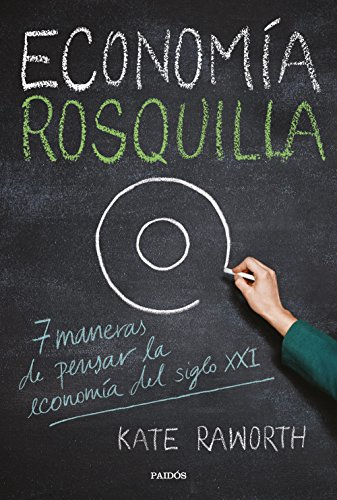 ECONOMÍA
ROSQUILLA
7 maneras
de pensar la
economía del siglo XXI
KATE RAWORTH
PAIDÓS